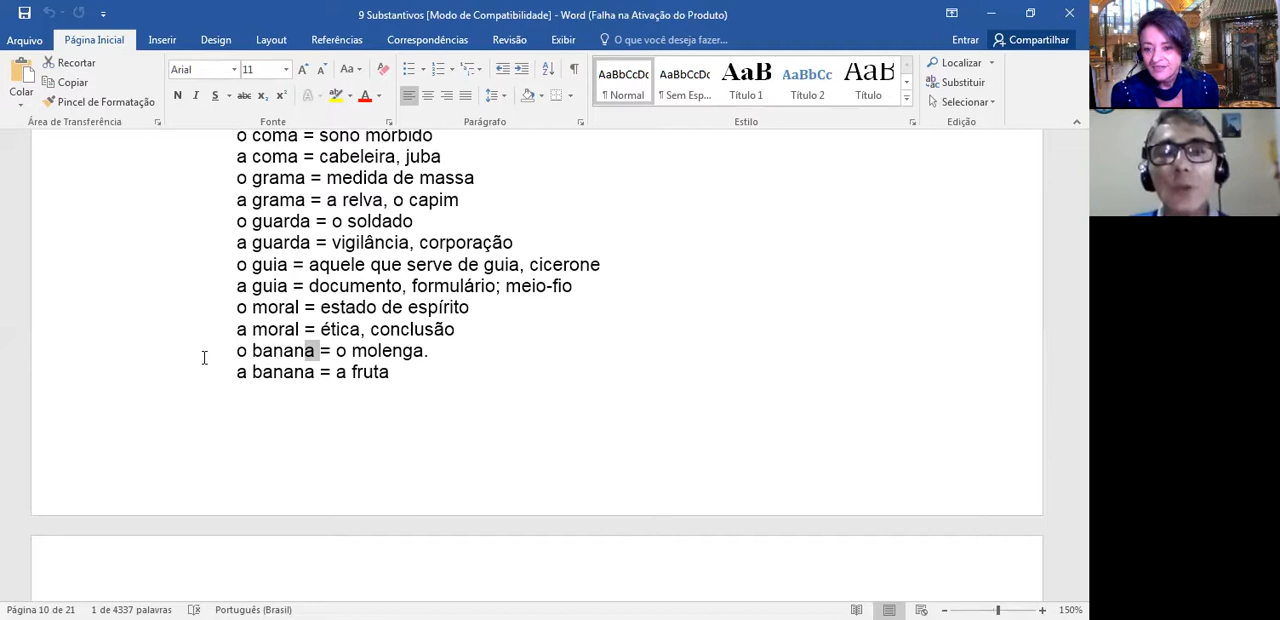 9 Substantivos [Modo de Compatibilidade] - Word (Falha na Ativação do Produto)
Arquivo Página Inicial Inserir Design Layout Referências Correspondências Revisão Exibir O que você deseja fazer... Entrar Compartilhar
Colar
Recortar
Copiar
Pincel de Formatação
Área de Transferência
Arial 11
N I S abc x₂ x²
Fonte
Parágrafo
AaBbCcDc AaBbCcDc AaB AaBbCc AaB
¶ Normal ¶ Sem Esp... Título 1 Título 2 Título
Estilo
Localizar
Substituir
Selecionar
Edição
o coma = sono mórbido
a coma = cabeleira, juba
o grama = medida de massa
a grama = a relva, o capim
o guarda = o soldado
a guarda = vigilância, corporação
o guia = aquele que serve de guia, cicerone
a guia = documento, formulário; meio-fio
o moral = estado de espírito
a moral = ética, conclusão
o banana = o molenga.
a banana = a fruta
Página 10 de 21 1 de 4337 palavras Português (Brasil) 150%